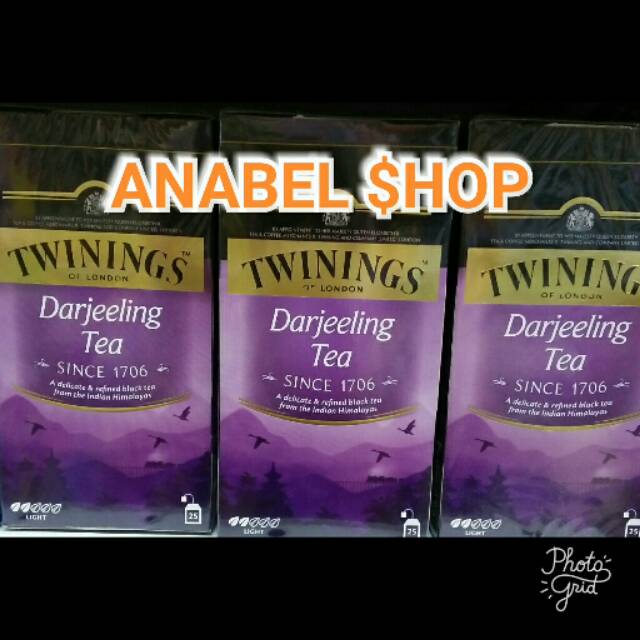 ANABEL $HOP
TWININGS
OF LONDON
Darjeeling
Tea
SINCE 1706
A delicate & refined black tea
from the Indian Himalayas
LIGHT
25
TWININGS
OF LONDON
Darjeeling
Tea
SINCE 1706
A delicate & refined black tea
from the Indian Himalayas
LIGHT
25
TWINING
OF LONDON
Darjeeling
Tea
SINCE 1706
A delicate & refined black tea
from the Indian Himalayas
LIGHT
25
Photo
Grid